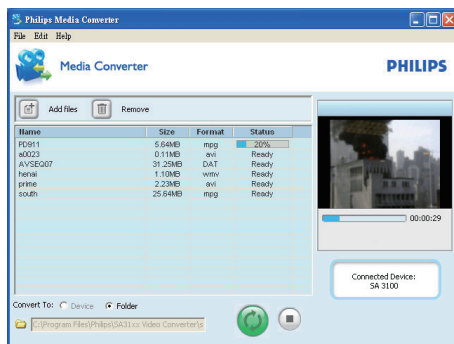 Philips Media Converter
File Edit Help
Media Converter
PHILIPS
Add files Remove
Name Size Format Status
PD911 5.64MB mpg 20%
a0023 0.11MB avi Ready
AVSEQ07 31.25MB DAT Ready
henai 1.10MB wmv Ready
prime 2.23MB avi Ready
south 25.64MB mpg Ready
00:00:29
Connected Device:
SA 3100
Convert To: Device Folder
C:\Program Files\Philips\SA31xx Video Converter\s